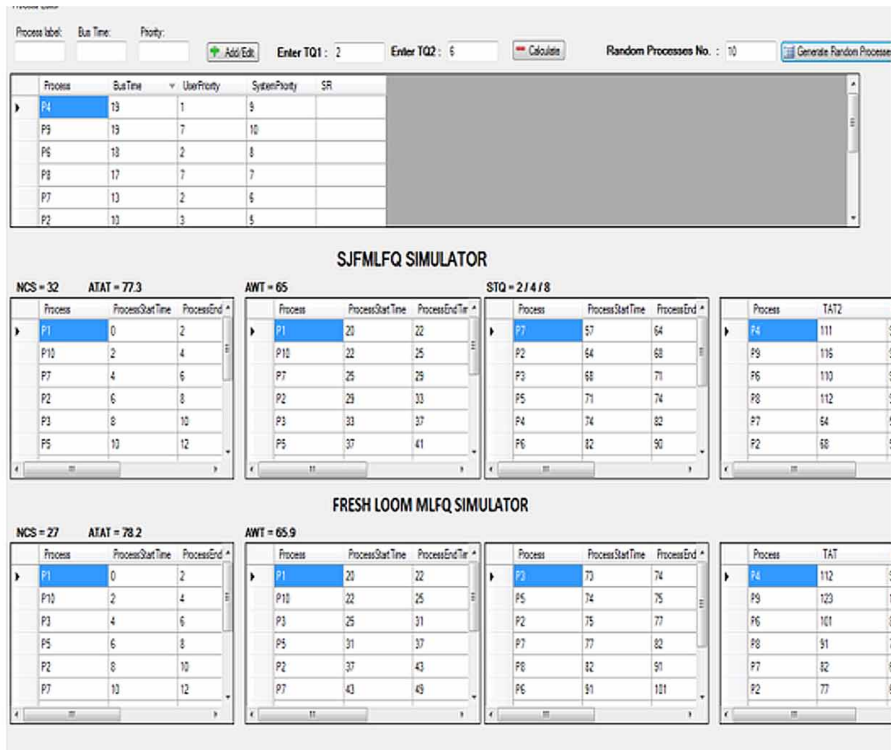 Process label: Bus Time: Priority:
Add/Edit Enter TQ1 : 2 Enter TQ2 : 6 Calculate Random Processes No. : 10 Generate Random Processes
Process BusTime UserPriority SystemPriority SR
P4 19 1 9
P9 19 7 10
P6 18 2 8
P8 17 7 7
P7 13 2 6
P2 10 3 5
SJFMLFQ SIMULATOR
NCS = 32 ATAT = 77.3 AWT = 65 STQ = 2 / 4 / 8
Process ProcessStartTime ProcessEnd Process ProcessStartTime ProcessEndTir Process ProcessStartTime ProcessEnd Process TAT2
P1 0 2 P1 20 22 P7 57 64 P4 111
P10 2 4 P10 22 25 P2 64 68 P9 116
P7 4 6 P7 25 29 P3 68 71 P6 110
P2 6 8 P2 29 33 P5 71 74 P8 112
P3 8 10 P3 33 37 P4 74 82 P7 64
P5 10 12 P5 37 41 P6 82 90 P2 68
FRESH LOOM MLFQ SIMULATOR
NCS = 27 ATAT = 78.2 AWT = 65.9
Process ProcessStartTime ProcessEnd Process ProcessStartTime ProcessEndTir Process ProcessStartTime ProcessEnd Process TAT
P1 0 2 P1 20 22 P3 73 74 P4 112
P10 2 4 P10 22 25 P5 74 75 P9 123
P3 4 6 P3 25 31 P2 75 77 P6 101
P5 6 8 P5 31 37 P7 77 82 P8 91
P2 8 10 P2 37 43 P8 82 91 P7 82
P7 10 12 P7 43 49 P6 91 101 P2 77